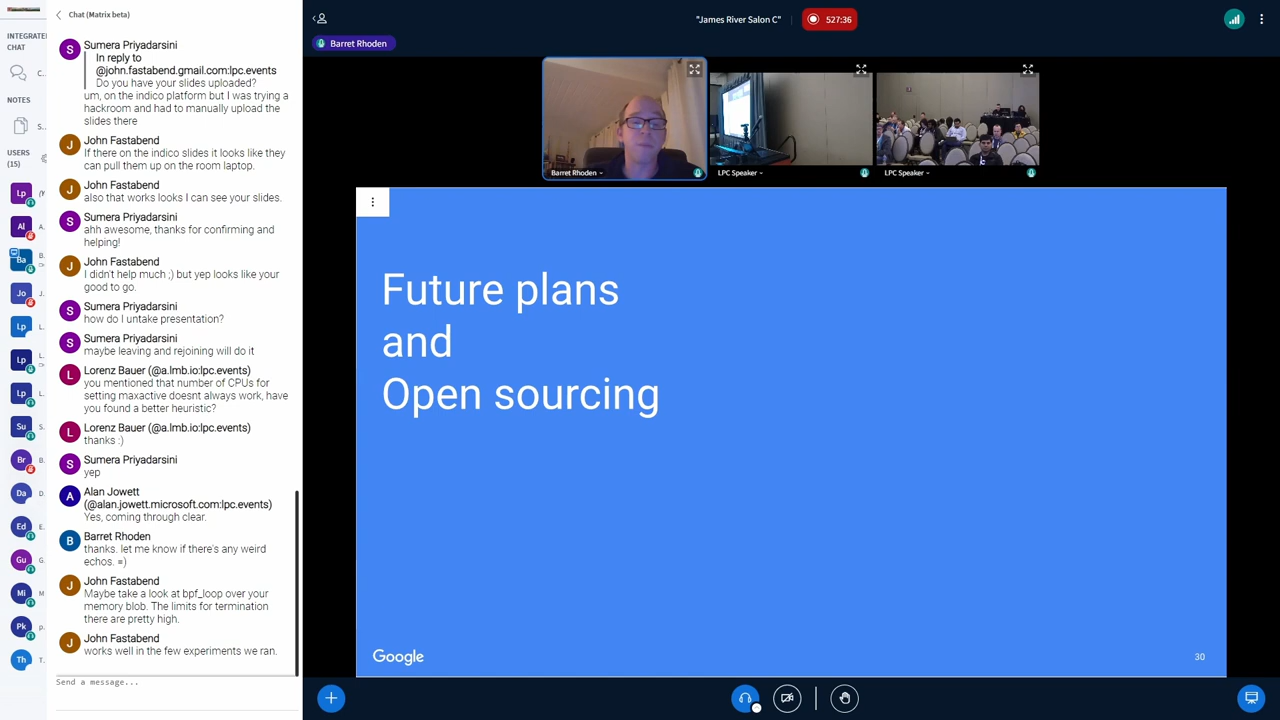 Chat (Matrix beta)
INTEGRATE
CHAT
C...
NOTES
S...
USERS
(15)
Sumera Priyadarsini
In reply to
@john.fastabend.gmail.com:lpc.events
Do you have your slides uploaded?
um, on the indico platform but I was trying a
hackroom and had to manually upload the
slides there
John Fastabend
If there on the indico slides it looks like they
can pull them up on the room laptop.
John Fastabend
also that works looks I can see your slides.
Sumera Priyadarsini
ahh awesome, thanks for confirming and
helping!
John Fastabend
I didn't help much ;) but yep looks like your
good to go.
Sumera Priyadarsini
how do I untake presentation?
Sumera Priyadarsini
maybe leaving and rejoining will do it
Lorenz Bauer (@a.lmb.io:lpc.events)
you mentioned that number of CPUs for
setting maxactive doesnt always work, have
you found a better heuristic?
Lorenz Bauer (@a.lmb.io:lpc.events)
thanks :)
Sumera Priyadarsini
yep
Alan Jowett
(@alan.jowett.microsoft.com:lpc.events)
Yes, coming through clear.
Barret Rhoden
thanks. let me know if there's any weird
echos. =)
John Fastabend
Maybe take a look at bpf_loop over your
memory blob. The limits for termination
there are pretty high.
John Fastabend
works well in the few experiments we ran.
Send a message...
"James River Salon C"
527:36
Barret Rhoden
Barret Rhoden
LPC Speaker
LPC Speaker
Future plans
and
Open sourcing
Google
30